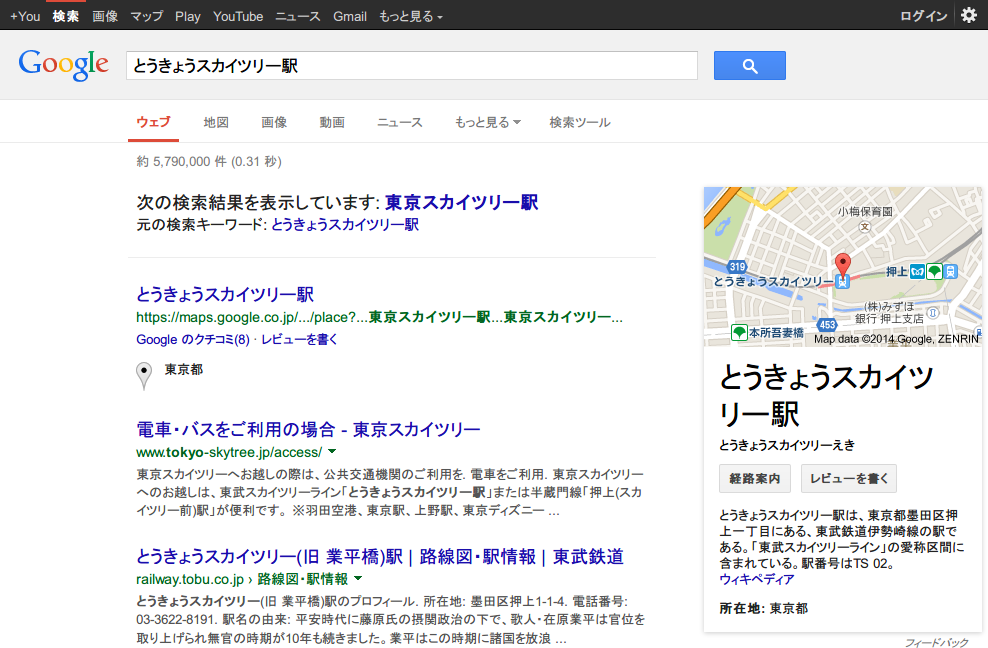 +You 検索 画像 マップ Play YouTube ニュース Gmail もっと見る ログイン
Google とうきょうスカイツリー駅
ウェブ 地図 画像 動画 ニュース もっと見る 検索ツール
約 5,790,000 件 (0.31 秒)
次の検索結果を表示しています: 東京スカイツリー駅
元の検索キーワード: とうきょうスカイツリー駅
とうきょうスカイツリー駅
https://maps.google.co.jp/.../place?...東京スカイツリー駅...東京スカイツリー...
Google のクチコミ(8) · レビューを書く
東京都
電車・バスをご利用の場合 - 東京スカイツリー
www.tokyo-skytree.jp/access/
東京スカイツリーへお越しの際は、公共交通機関のご利用を. 電車をご利用. 東京スカイツリー
へのお越しは、東武スカイツリーライン「とうきょうスカイツリー駅」または半蔵門線「押上(スカ
イツリー前)駅」が便利です。 ※羽田空港、東京駅、上野駅、東京ディズニー ...
とうきょうスカイツリー(旧 業平橋)駅 | 路線図・駅情報 | 東武鉄道
railway.tobu.co.jp › 路線図・駅情報
とうきょうスカイツリー(旧 業平橋)駅のプロフィール. 所在地: 墨田区押上1-1-4. 電話番号:
03-3622-8191. 駅名の由来: 平安時代に藤原氏の摂関政治の下で、歌人・在原業平は官位を
取り上げられ無官の時期が10年も続きました。業平はこの時期に諸国を放浪 ...
小梅保育園
文
319
押上
とうきょうスカイツリー
(株)みずほ
銀行 押上支店
453
本所吾妻橋
Map data ©2014 Google, ZENRIN
とうきょうスカイツ
リー駅
とうきょうスカイツリーえき
経路案内 レビューを書く
とうきょうスカイツリー駅は、東京都墨田区押
上一丁目にある、東武鉄道伊勢崎線の駅で
ある。「東武スカイツリーライン」の愛称区間に
含まれている。駅番号はTS 02。
ウィキペディア
所在地: 東京都
フィードバック